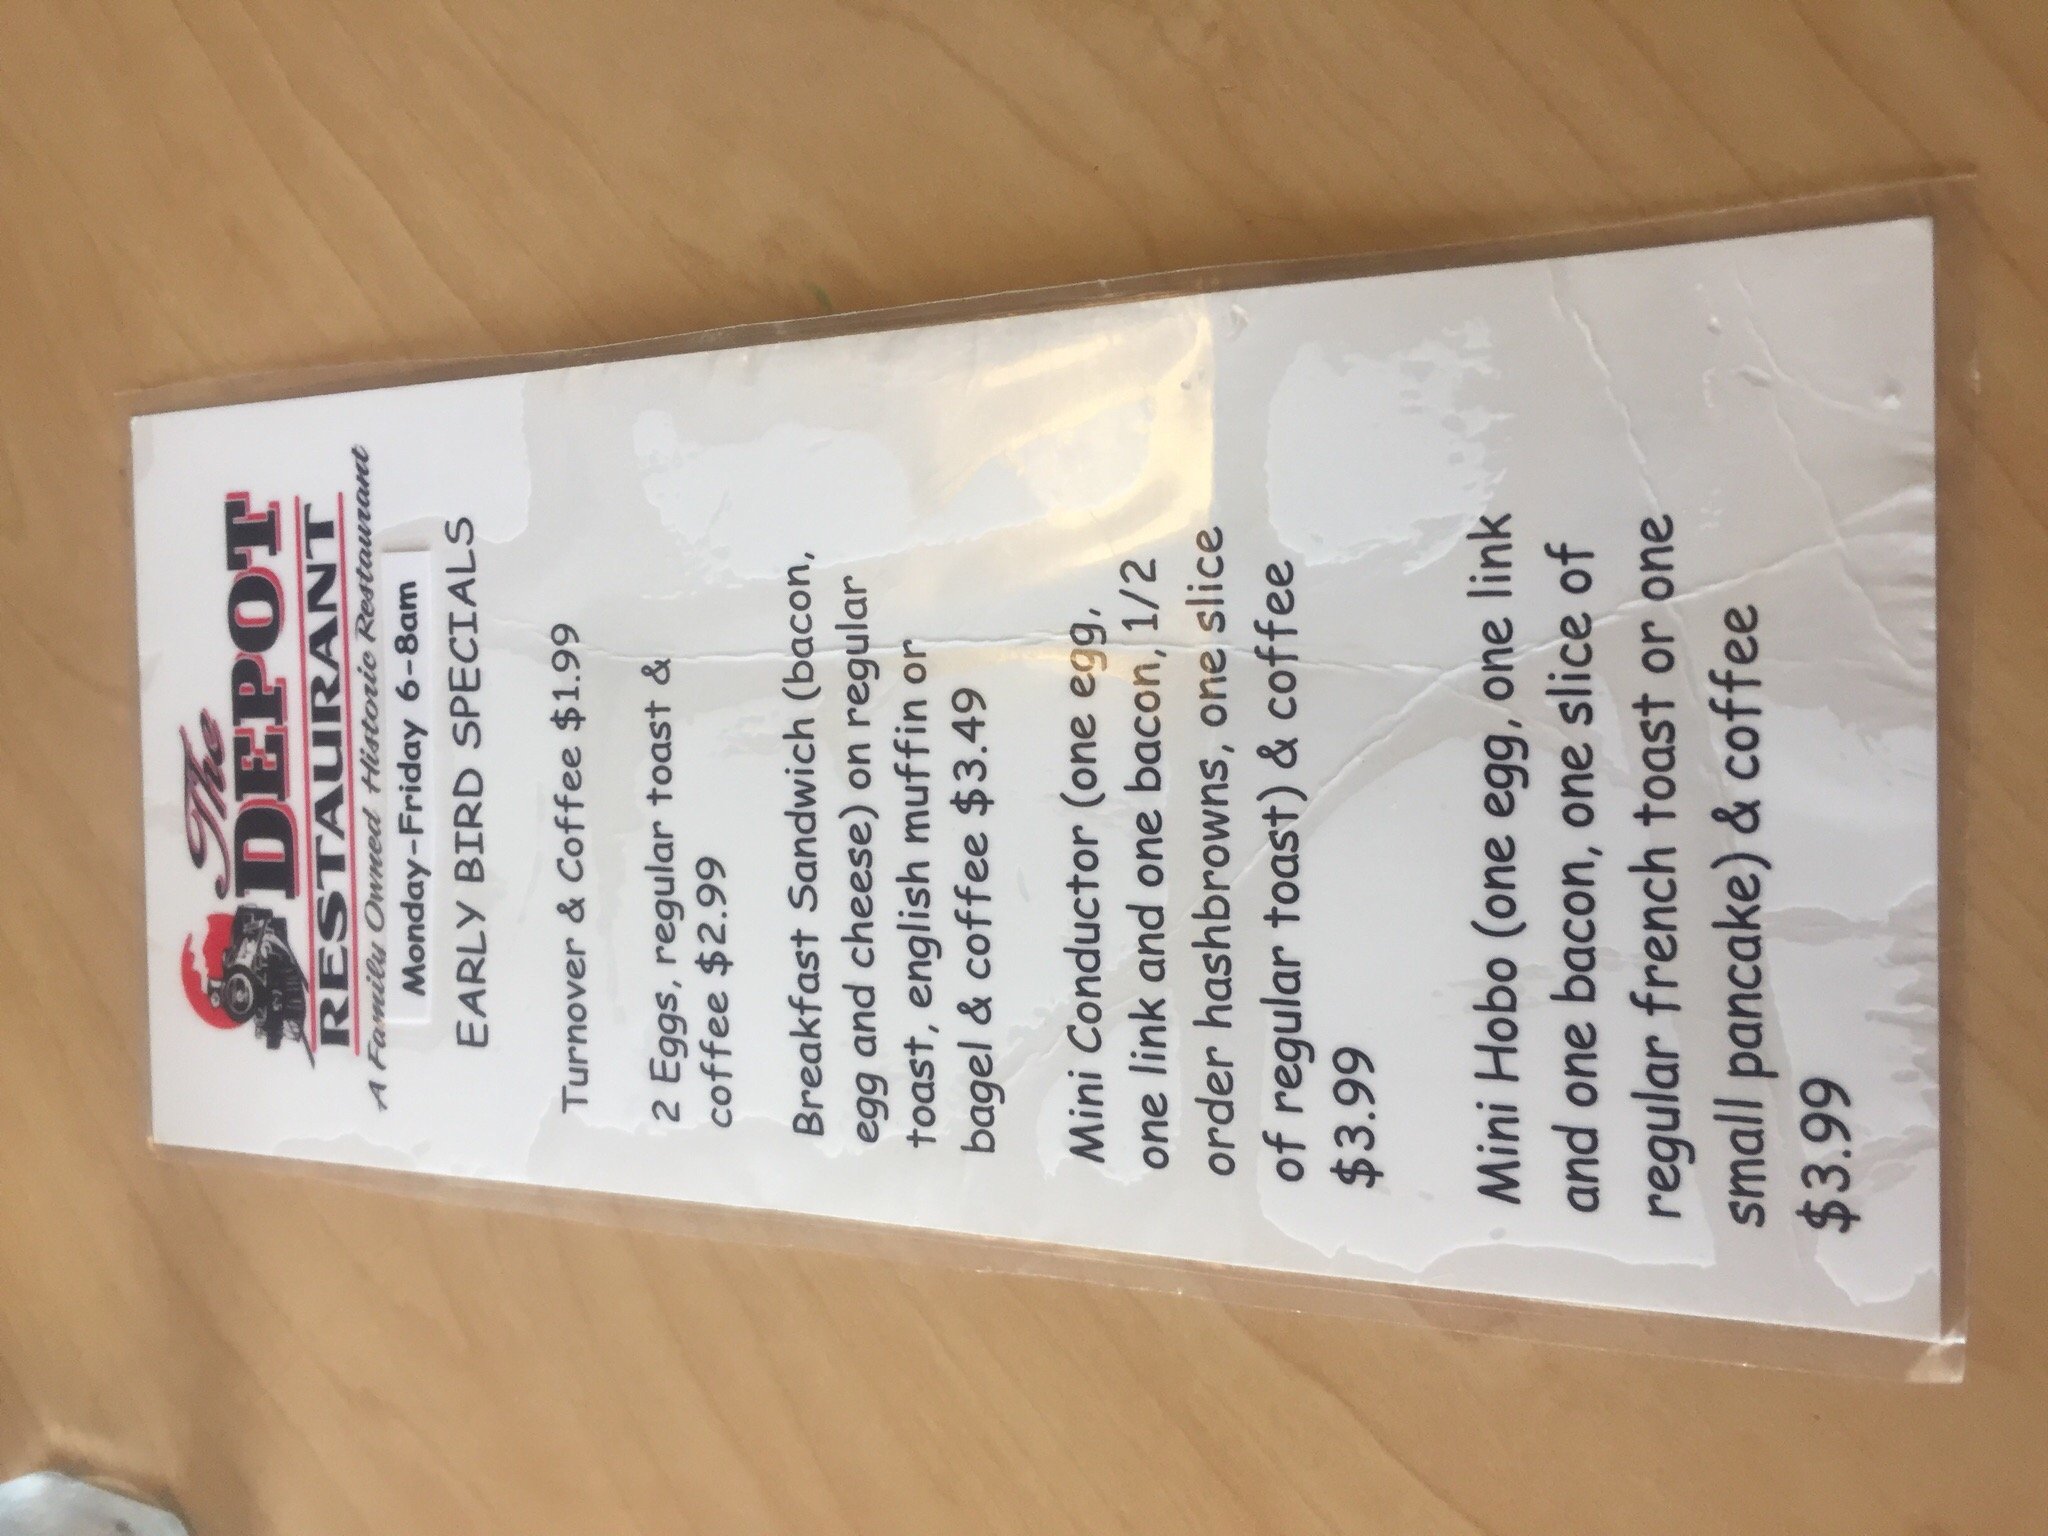 The
DEPOT
RESTAURANT
A Family Owned Historic Restaurant
Monday-Friday 6-8am
EARLY BIRD SPECIALS
Turnover & Coffee $1.99
2 Eggs, regular toast &
coffee $2.99
Breakfast Sandwich (bacon,
egg and cheese) on regular
toast, english muffin or
bagel & coffee $3.49
Mini Conductor (one egg,
one link and one bacon, 1/2
order hashbrowns, one slice
of regular toast) & coffee
$3.99
Mini Hobo (one egg, one link
and one bacon, one slice of
regular french toast or one
small pancake) & coffee
$3.99